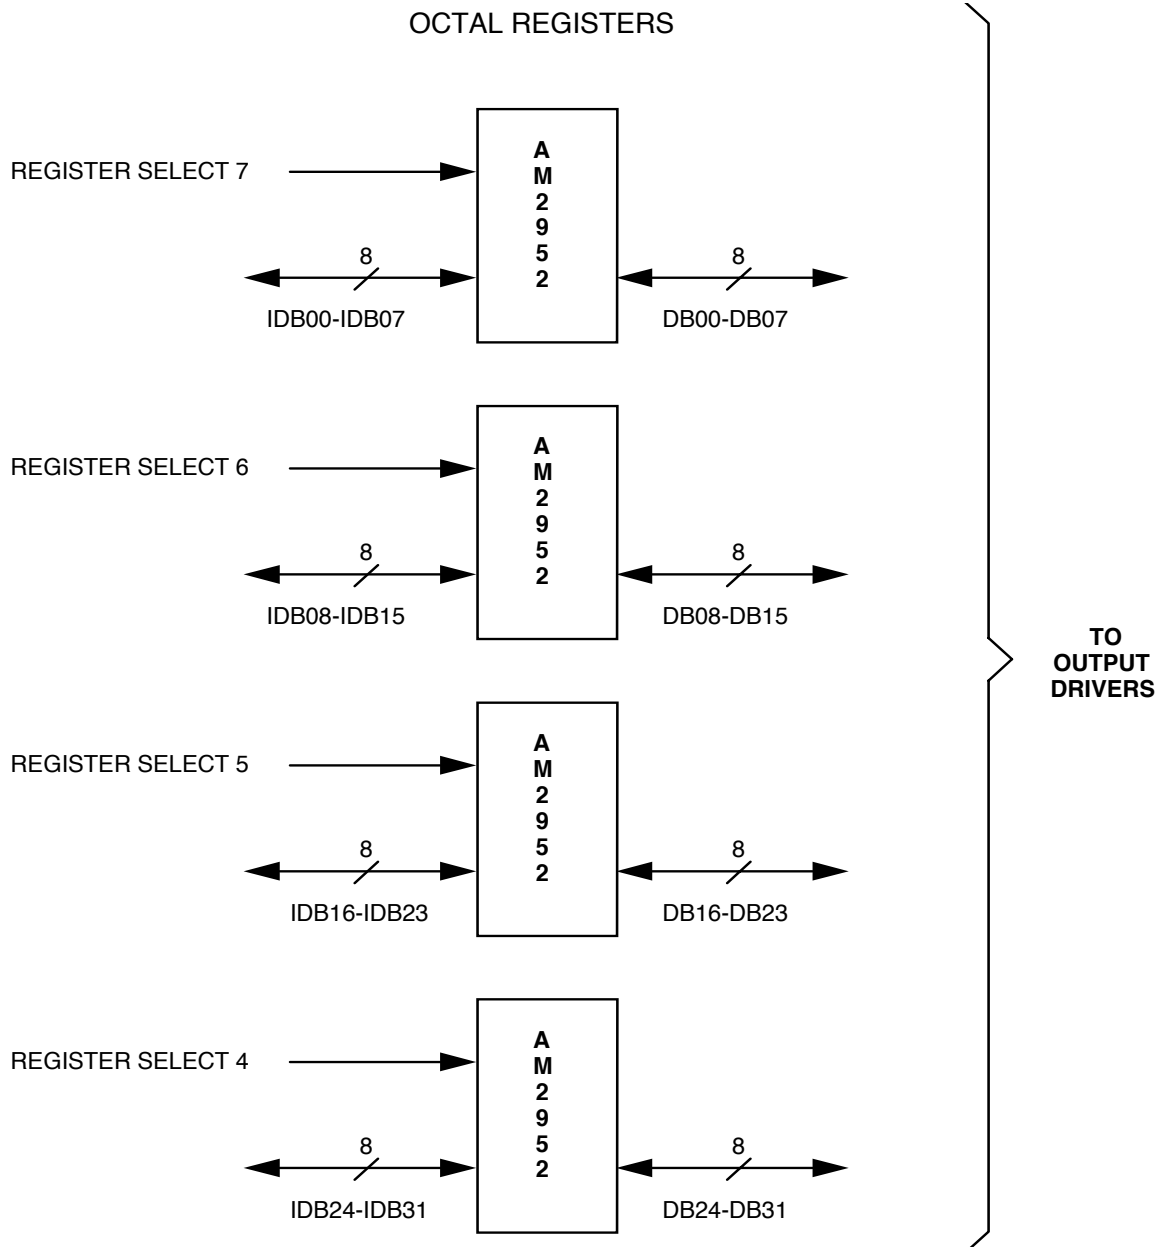 OCTAL REGISTERS
REGISTER SELECT 7
A
M
2
9
5
2
8
IDB00-IDB07
8
DB00-DB07
REGISTER SELECT 6
A
M
2
9
5
2
8
IDB08-IDB15
8
DB08-DB15
TO
OUTPUT
DRIVERS
REGISTER SELECT 5
A
M
2
9
5
2
8
IDB16-IDB23
8
DB16-DB23
REGISTER SELECT 4
A
M
2
9
5
2
8
IDB24-IDB31
8
DB24-DB31